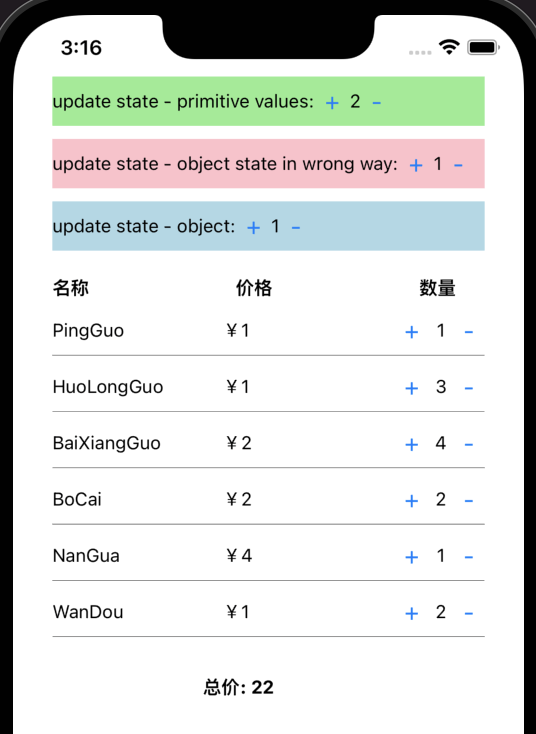 3:16
update state - primitive values: + 2 -
update state - object state in wrong way: + 1 -
update state - object: + 1 -
名称 价格 数量
PingGuo ¥1 + 1 -
HuoLongGuo ¥1 + 3 -
BaiXiangGuo ¥2 + 4 -
BoCai ¥2 + 2 -
NanGua ¥4 + 1 -
WanDou ¥1 + 2 -
总价: 22